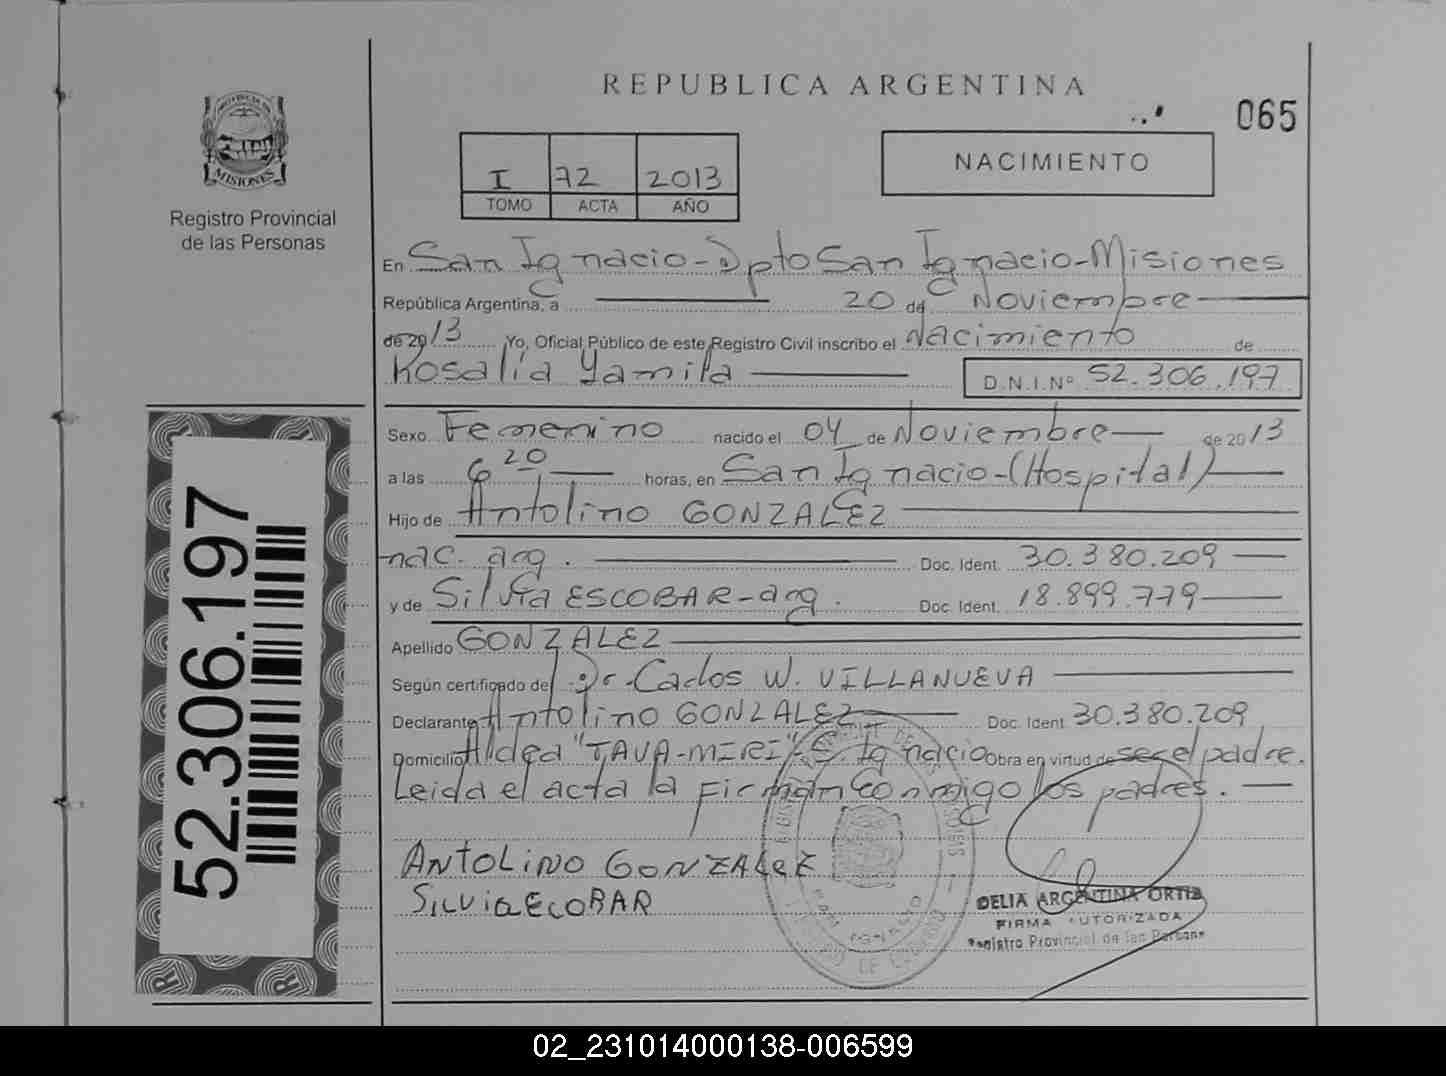 REPUBLICA ARGENTINA
065
MISIONES
Registro Provincial
de las Personas
I 72 2013
TOMO ACTA AÑO
NACIMIENTO
En San Ignacio-Dpto San Ignacio-Misiones
República Argentina, a 20 de Noviembre
de 2013 Yo, Oficial Público de este Registro Civil inscribo el Nacimiento de
Rosalía Yamila D.N.I.Nº 52.306.197
Sexo Femenino nacido el 04 de Noviembre de 2013
a las 6 20 horas, en San Ignacio-(Hospital)
Hijo de Antolino GONZALEZ
nac. arg. Doc. Ident. 30.380.209
y de Silvia ESCOBAR-arg. Doc. Ident. 18.899.779
Apellido GONZALEZ
Según certificado de Dr. Carlos W. VILLANUEVA
Declarante Antolino GONZALEZ Doc. Ident 30.380.209
Domicilio Aldea "TAVA-MIRI"-S. Ignacio Obra en virtud de ser el padre.
Leida el acta la firman conmigo los padres.
ANTOLINO GONZALEZ
SILVIA ECOBAR
DELIA ARGENTINA ORTIZ
FIRMA AUTORIZADA
Registro Provincial de las Personas
52.306.197
02_231014000138-006599